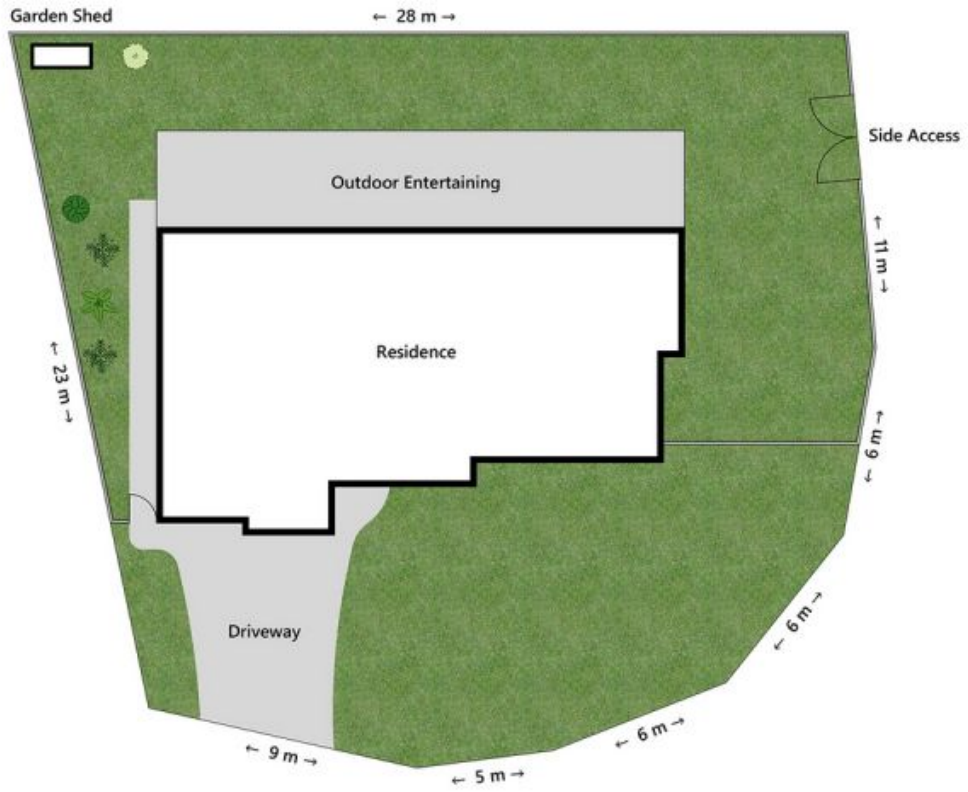 Garden Shed
← 28 m →
Side Access
Outdoor Entertaining
← 11 m →
Residence
← 23 m →
← 6 m →
← 6 m →
Driveway
← 6 m →
← 9 m →
← 5 m →